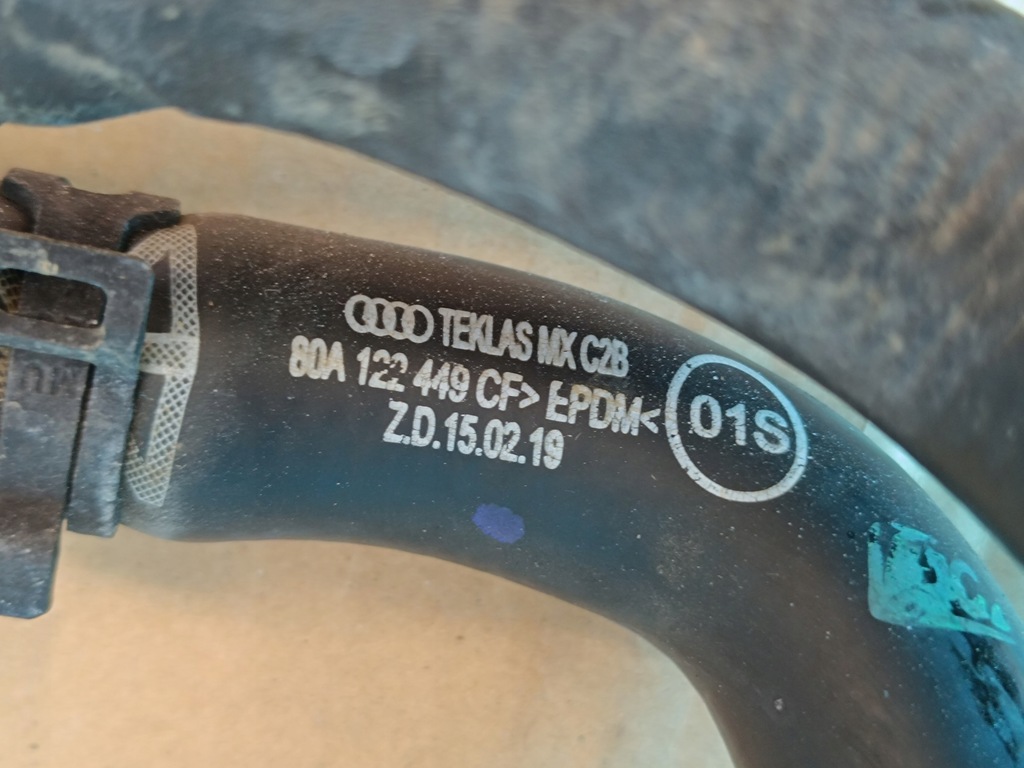 TEKLAS MX C2B
80A 122 449 CF> EPDM<
Z.D.15.02.19
01S